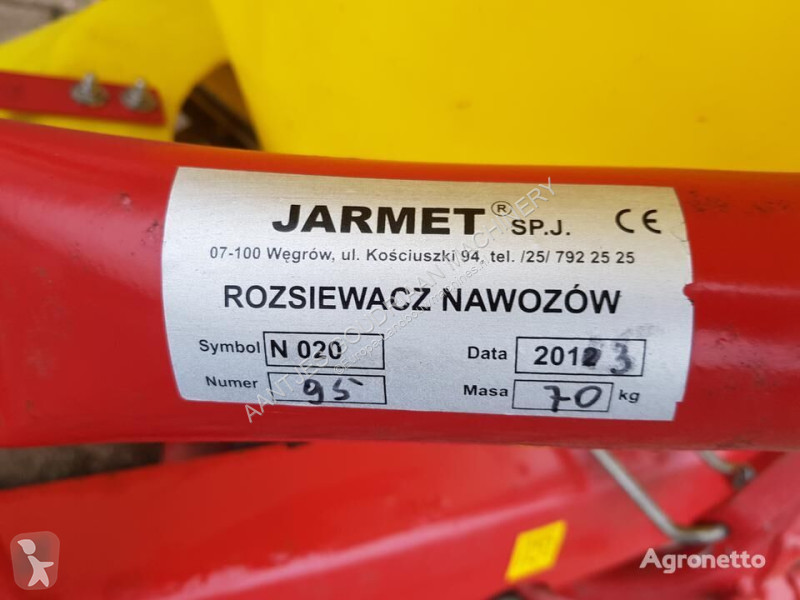 JARMET® SP.J. CE
07-100 Węgrów, ul. Kościuszki 94, tel. /25/ 792 25 25
ROZSIEWACZ NAWOZÓW
Symbol N 020 Data 2013
Numer 95 Masa 70 kg
Agronetto